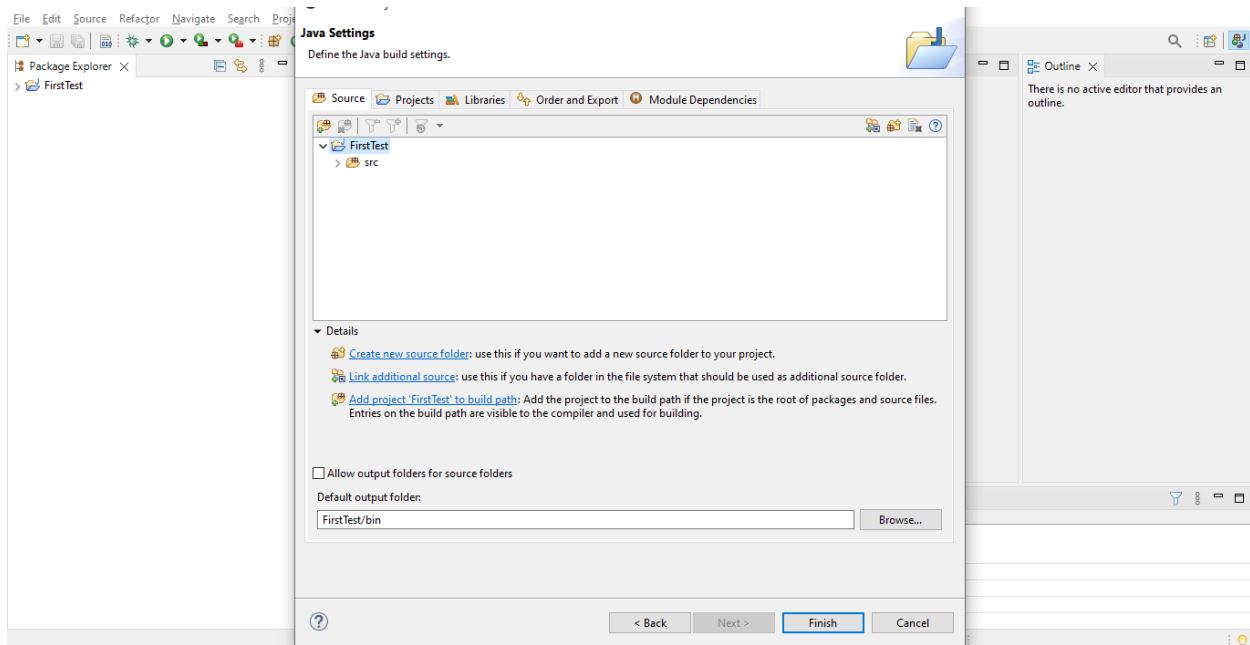 File Edit Source Refactor Navigate Search Proje
Java Settings
Define the Java build settings.
Package Explorer
FirstTest
Outline
There is no active editor that provides an
outline.
Source Projects Libraries Order and Export Module Dependencies
FirstTest
src
Details
Create new source folder: use this if you want to add a new source folder to your project.
Link additional source: use this if you have a folder in the file system that should be used as additional source folder.
Add project 'FirstTest' to build path: Add the project to the build path if the project is the root of packages and source files.
Entries on the build path are visible to the compiler and used for building.
Allow output folders for source folders
Default output folder:
FirstTest/bin
Browse...
< Back Next > Finish Cancel